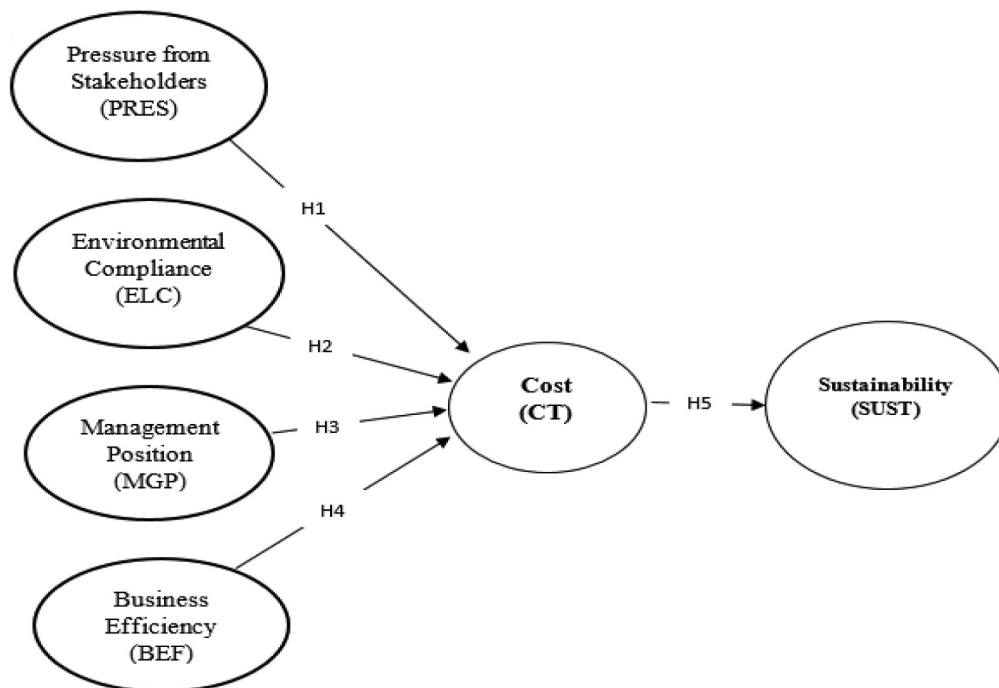 Pressure from
Stakeholders
(PRES)
H1
Environmental
Compliance
(ELC)
H2
Management
Position
(MGP)
H3
Business
Efficiency
(BEF)
H4
Cost
(CT)
H5
Sustainability
(SUST)